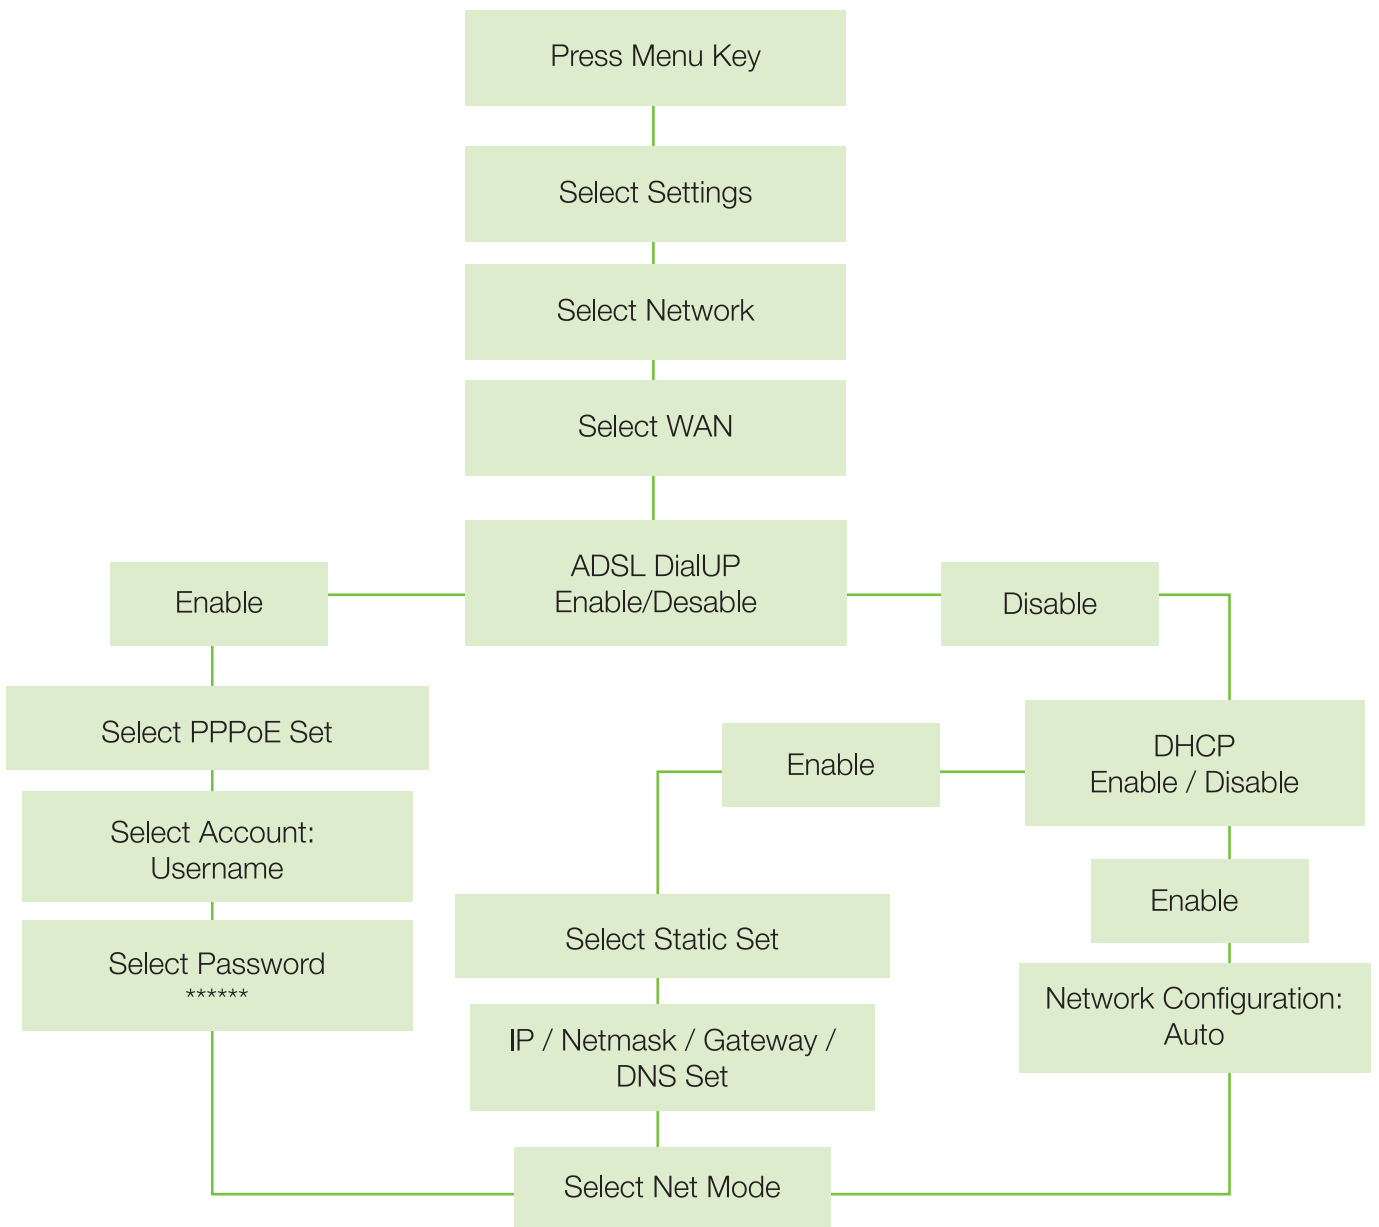 Press Menu Key
Select Settings
Select Network
Select WAN
ADSL DialUP
Enable/Desable
Enable
Disable
Select PPPoE Set
Enable
DHCP
Enable / Disable
Select Account:
Username
Enable
Select Static Set
Select Password
******
Network Configuration:
Auto
IP / Netmask / Gateway /
DNS Set
Select Net Mode